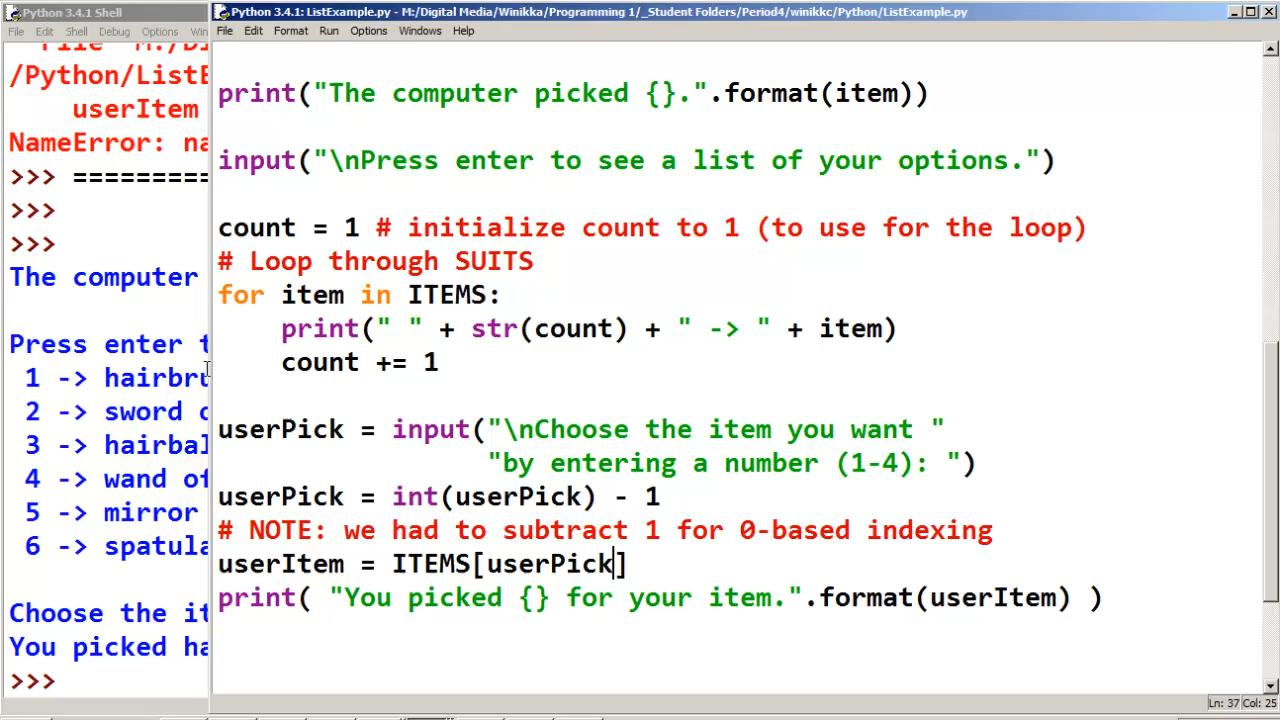 Python 3.4.1 Shell
File Edit Shell Debug Options
File "M:/Di
/Python/ListE
userItem
NameError: na
>>> ==========
>>>
>>>
The computer
Press enter t
1 -> hairbru
2 -> sword o
3 -> hairbal
4 -> wand of
5 -> mirror
6 -> spatula
Choose the it
You picked ha
>>>
Python 3.4.1: ListExample.py - M:/Digital Media/Winikka/Programming 1/_Student Folders/Period4/winikkc/Python/ListExample.py
File Edit Format Run Options Windows Help
print("The computer picked {}.".format(item))
input("\nPress enter to see a list of your options.")
count = 1 # initialize count to 1 (to use for the loop)
# Loop through SUITS
for item in ITEMS:
print(" " + str(count) + " -> " + item)
count += 1
userPick = input("\nChoose the item you want "
"by entering a number (1-4): ")
userPick = int(userPick) - 1
# NOTE: we had to subtract 1 for 0-based indexing
userItem = ITEMS[userPick]
print( "You picked {} for your item.".format(userItem) )
Ln: 37 Col: 25